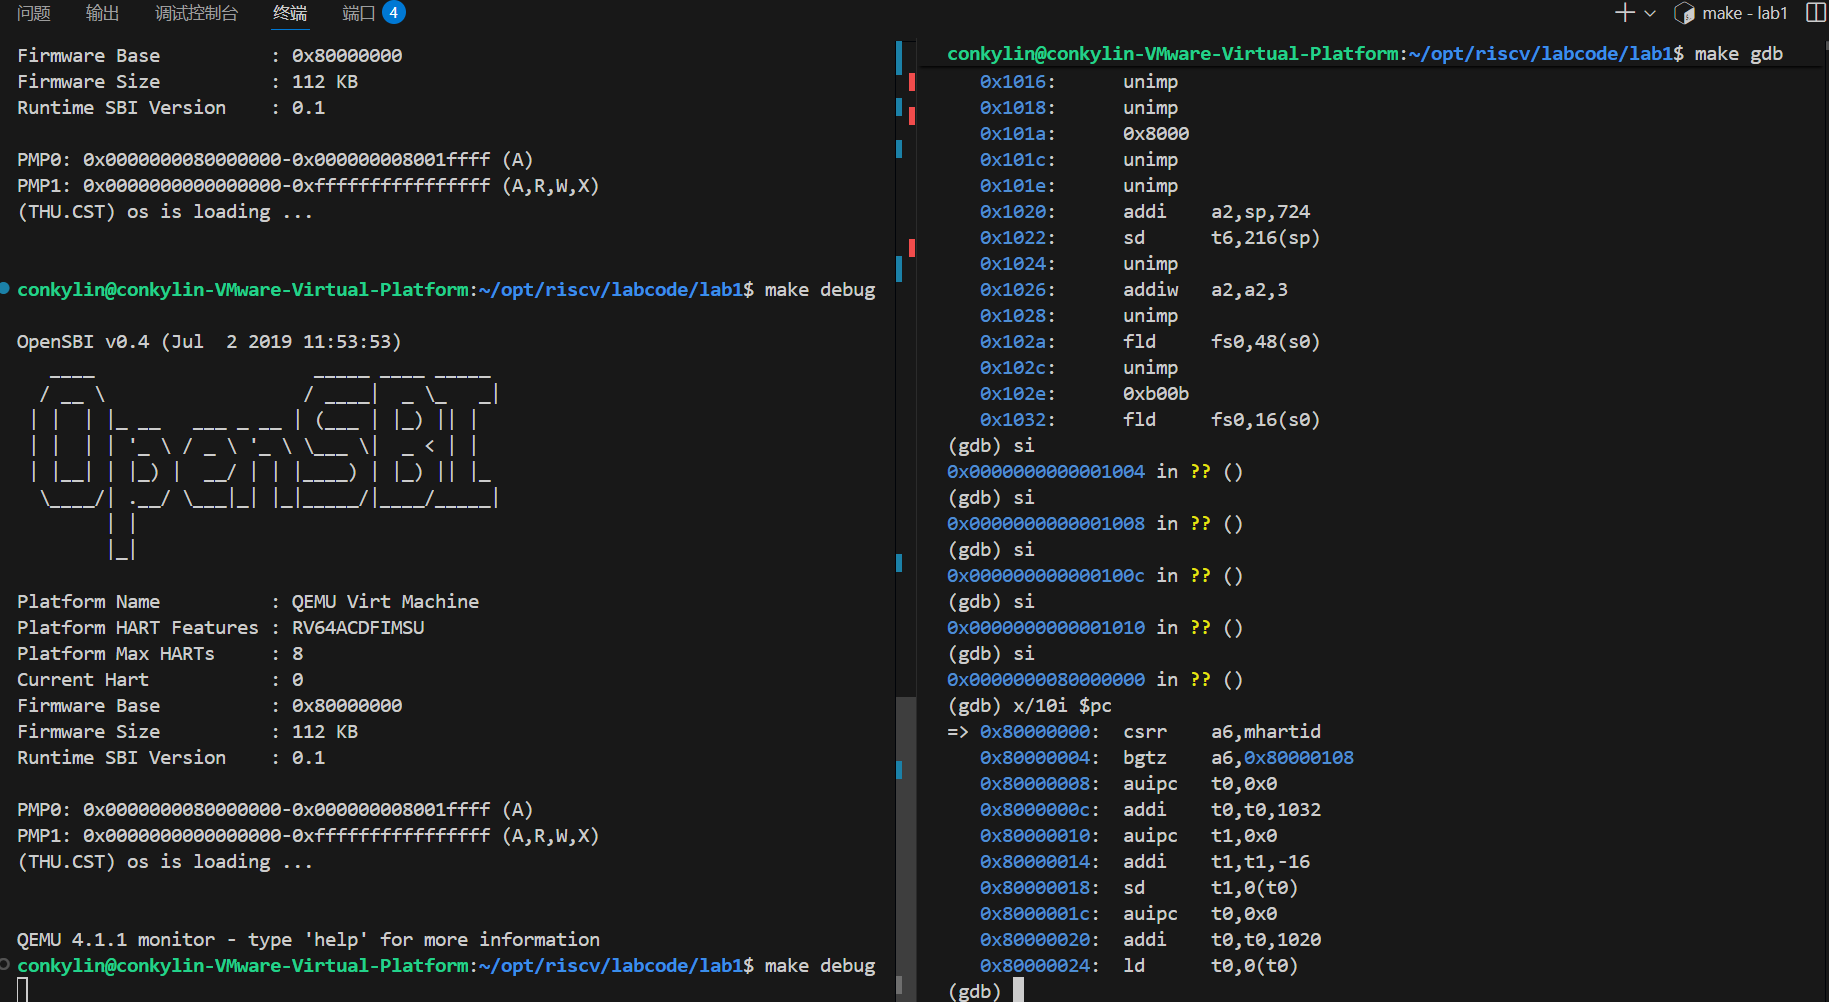 问题 输出 调试控制台 终端 端口 4
make - lab1
Firmware Base          : 0x80000000
Firmware Size          : 112 KB
Runtime SBI Version    : 0.1
PMP0: 0x0000000080000000-0x000000008001ffff (A)
PMP1: 0x0000000000000000-0xffffffffffffffff (A,R,W,X)
(THU.CST) os is loading ...
conkylin@conkylin-VMware-Virtual-Platform:~/opt/riscv/labcode/lab1$ make debug
OpenSBI v0.4 (Jul  2 2019 11:53:53)
   ____                    _____ ____ _____
  / __ \                  / ____|  _ \_   _|
 | |  | |_ __   ___ _ __ | (___ | |_) || |
 | |  | | '_ \ / _ \ '_ \ \___ \|  _ < | |
 | |__| | |_) |  __/ | | |____) | |_) || |_
  \____/| .__/ \___|_| |_|_____/|____/_____|
        | |
        |_|
Platform Name          : QEMU Virt Machine
Platform HART Features : RV64ACDFIMSU
Platform Max HARTs     : 8
Current Hart           : 0
Firmware Base          : 0x80000000
Firmware Size          : 112 KB
Runtime SBI Version    : 0.1
PMP0: 0x0000000080000000-0x000000008001ffff (A)
PMP1: 0x0000000000000000-0xffffffffffffffff (A,R,W,X)
(THU.CST) os is loading ...
QEMU 4.1.1 monitor - type 'help' for more information
conkylin@conkylin-VMware-Virtual-Platform:~/opt/riscv/labcode/lab1$ make debug
conkylin@conkylin-VMware-Virtual-Platform:~/opt/riscv/labcode/lab1$ make gdb
   0x1016:      unimp
   0x1018:      unimp
   0x101a:      0x8000
   0x101c:      unimp
   0x101e:      unimp
   0x1020:      addi    a2,sp,724
   0x1022:      sd      t6,216(sp)
   0x1024:      unimp
   0x1026:      addiw   a2,a2,3
   0x1028:      unimp
   0x102a:      fld     fs0,48(s0)
   0x102c:      unimp
   0x102e:      0xb00b
   0x1032:      fld     fs0,16(s0)
(gdb) si
0x0000000000001004 in ?? ()
(gdb) si
0x0000000000001008 in ?? ()
(gdb) si
0x000000000000100c in ?? ()
(gdb) si
0x0000000000001010 in ?? ()
(gdb) si
0x0000000080000000 in ?? ()
(gdb) x/10i $pc
=> 0x80000000:  csrr    a6,mhartid
   0x80000004:  bgtz    a6,0x80000108
   0x80000008:  auipc   t0,0x0
   0x8000000c:  addi    t0,t0,1032
   0x80000010:  auipc   t1,0x0
   0x80000014:  addi    t1,t1,-16
   0x80000018:  sd      t1,0(t0)
   0x8000001c:  auipc   t0,0x0
   0x80000020:  addi    t0,t0,1020
   0x80000024:  ld      t0,0(t0)
(gdb)